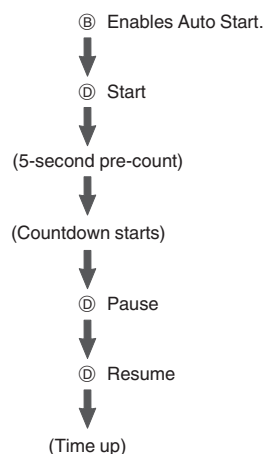 Ⓑ Enables Auto Start.
Ⓓ Start
(5-second pre-count)
(Countdown starts)
Ⓓ Pause
Ⓓ Resume
(Time up)